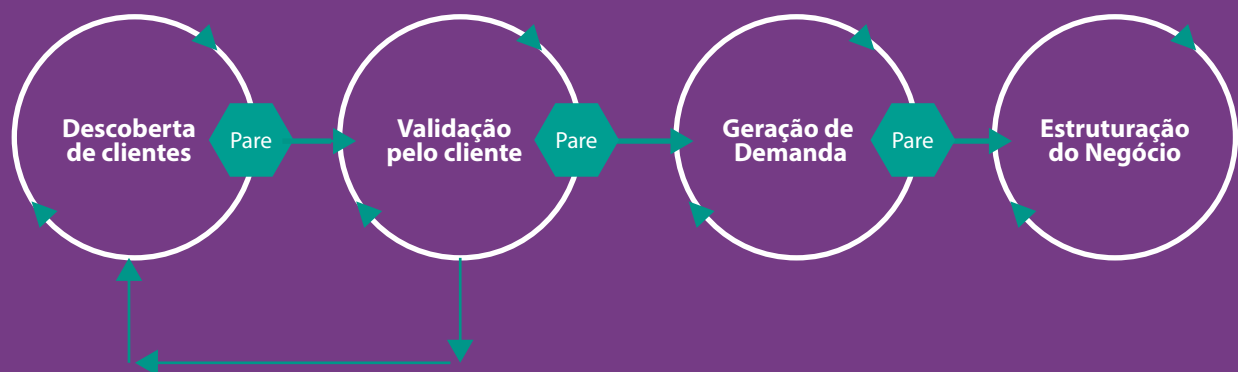 Descoberta
de clientes
Pare
Validação
pelo cliente
Pare
Geração de
Demanda
Pare
Estruturação
do Negócio